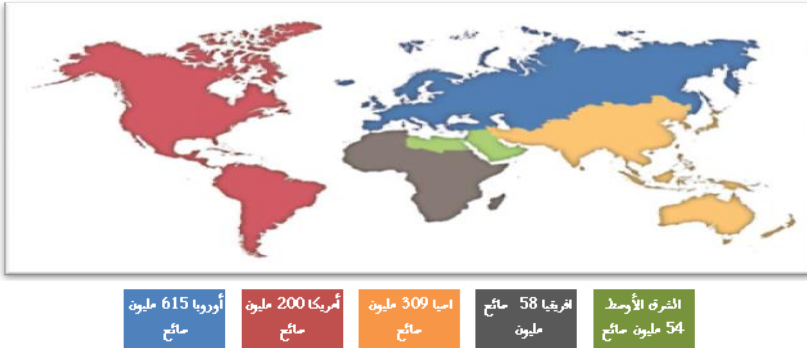 أوروبا 615 مليون
سائح
أمريكا 200 مليون
سائح
اسيا 309 مليون
سائح
افريقيا 58 سائح
مليون
الشرق الأوسط
54 مليون سائح